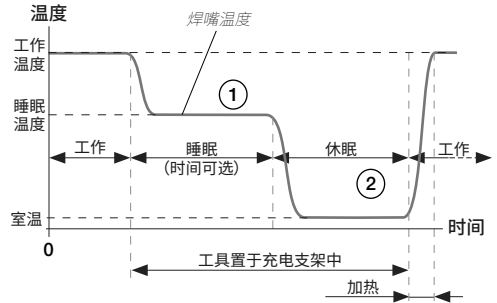 温度
焊嘴温度
工作
温度
1
睡眠
温度
工作
睡眠
(时间可选)
休眠
工作
2
室温
时间
0
工具置于充电支架中
加热